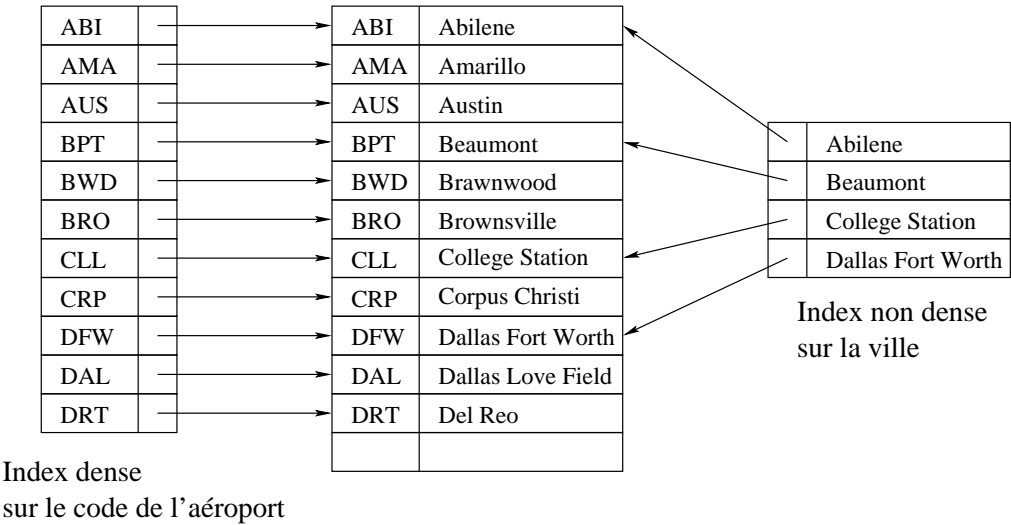 ABI
AMA
AUS
BPT
BWD
BRO
CLL
CRP
DFW
DAL
DRT
Index dense
sur le code de l'aéroport
ABI Abilene
AMA Amarillo
AUS Austin
BPT Beaumont
BWD Brawnwood
BRO Brownsville
CLL College Station
CRP Corpus Christi
DFW Dallas Fort Worth
DAL Dallas Love Field
DRT Del Reo
Abilene
Beaumont
College Station
Dallas Fort Worth
Index non dense
sur la ville